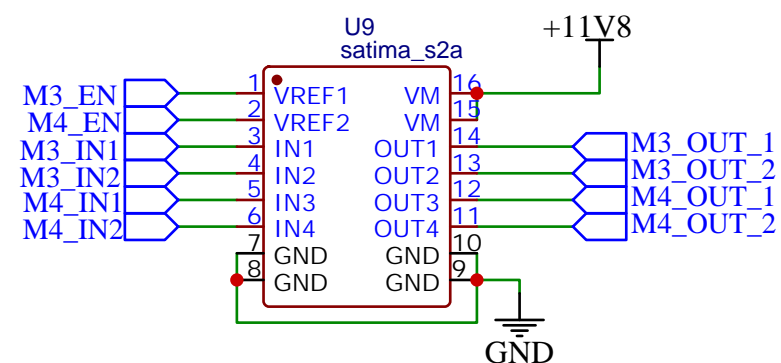 U9
satima_s2a
+11V8
M3_EN 1 VREF1 VM 16
M4_EN 2 VREF2 VM 15
M3_IN1 3 IN1 OUT1 14 M3_OUT_1
M3_IN2 4 IN2 OUT2 13 M3_OUT_2
M4_IN1 5 IN3 OUT3 12 M4_OUT_1
M4_IN2 6 IN4 OUT4 11 M4_OUT_2
7 GND GND 10
8 GND GND 9
GND